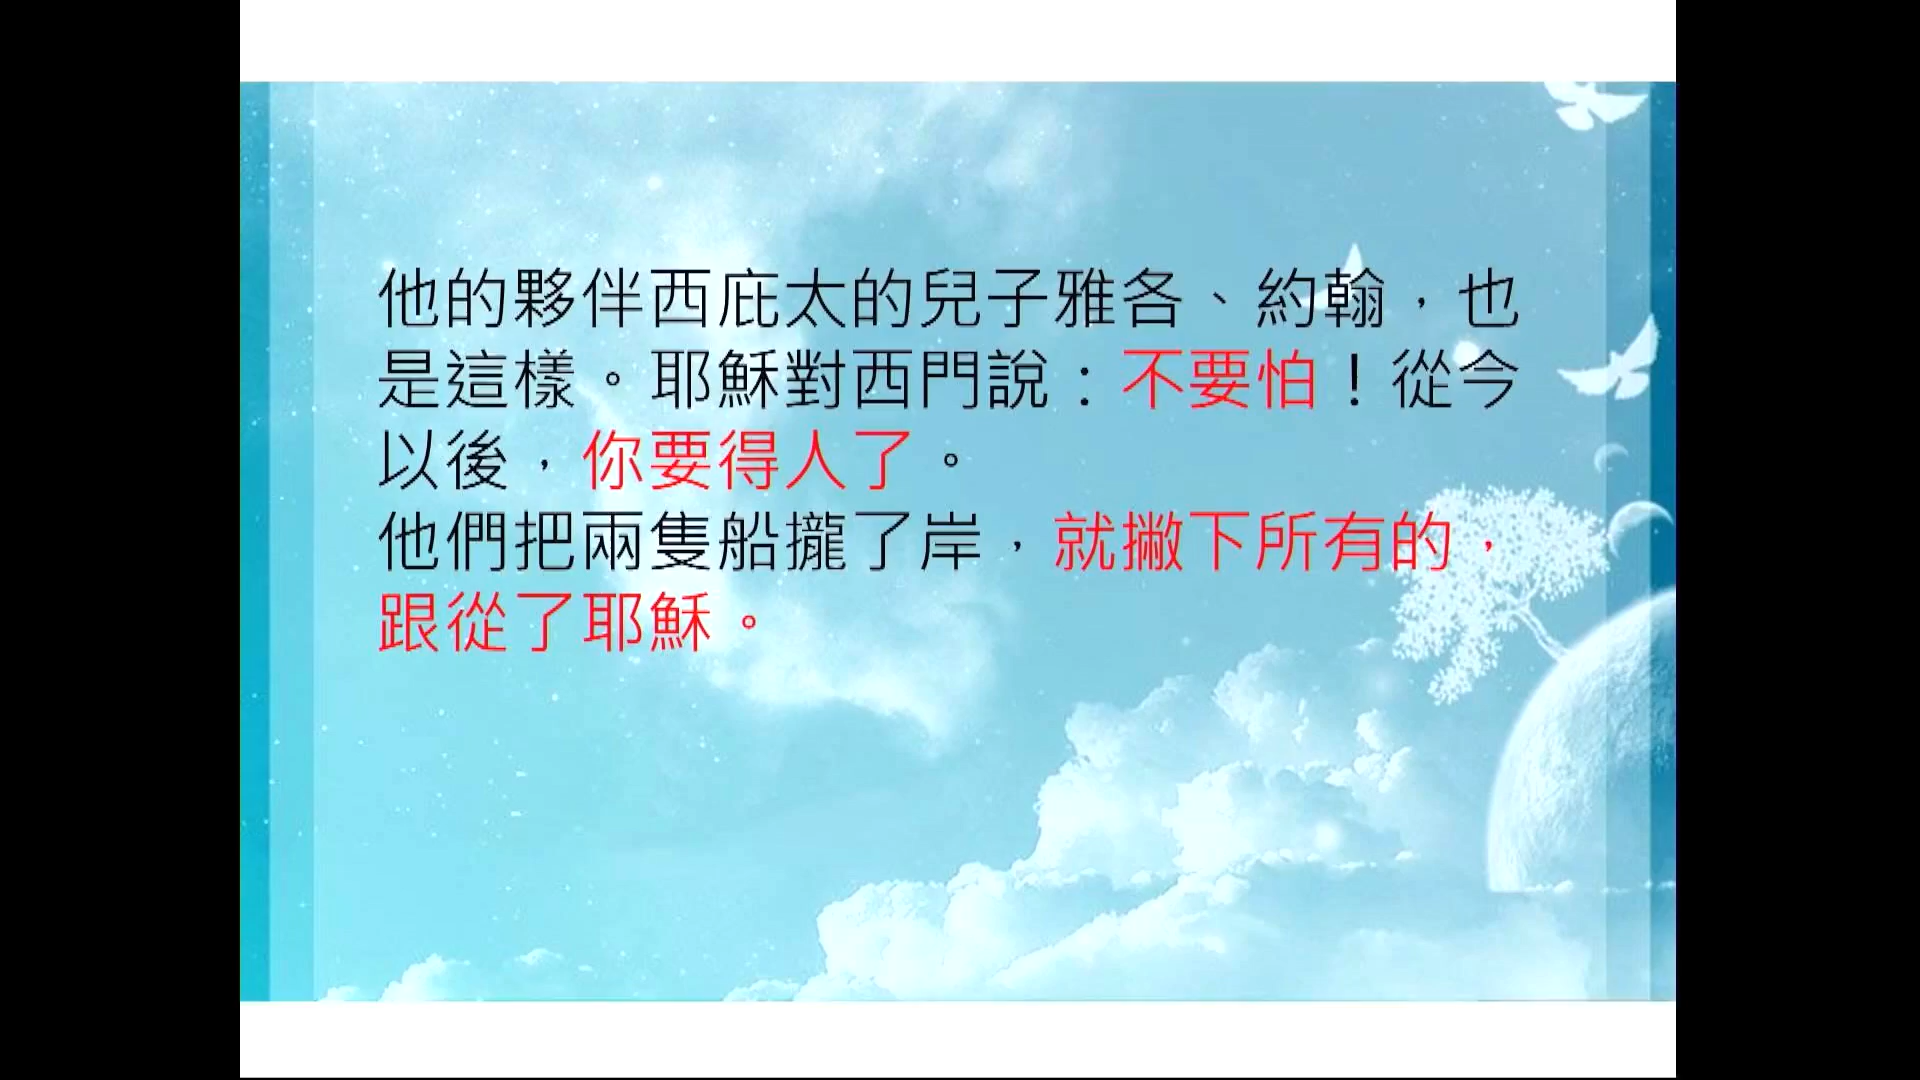 他的夥伴西庇太的兒子雅各、約翰，也
是這樣。耶穌對西門說：不要怕！從今
以後，你要得人了。
他們把兩隻船攏了岸，就撇下所有的，
跟從了耶穌。